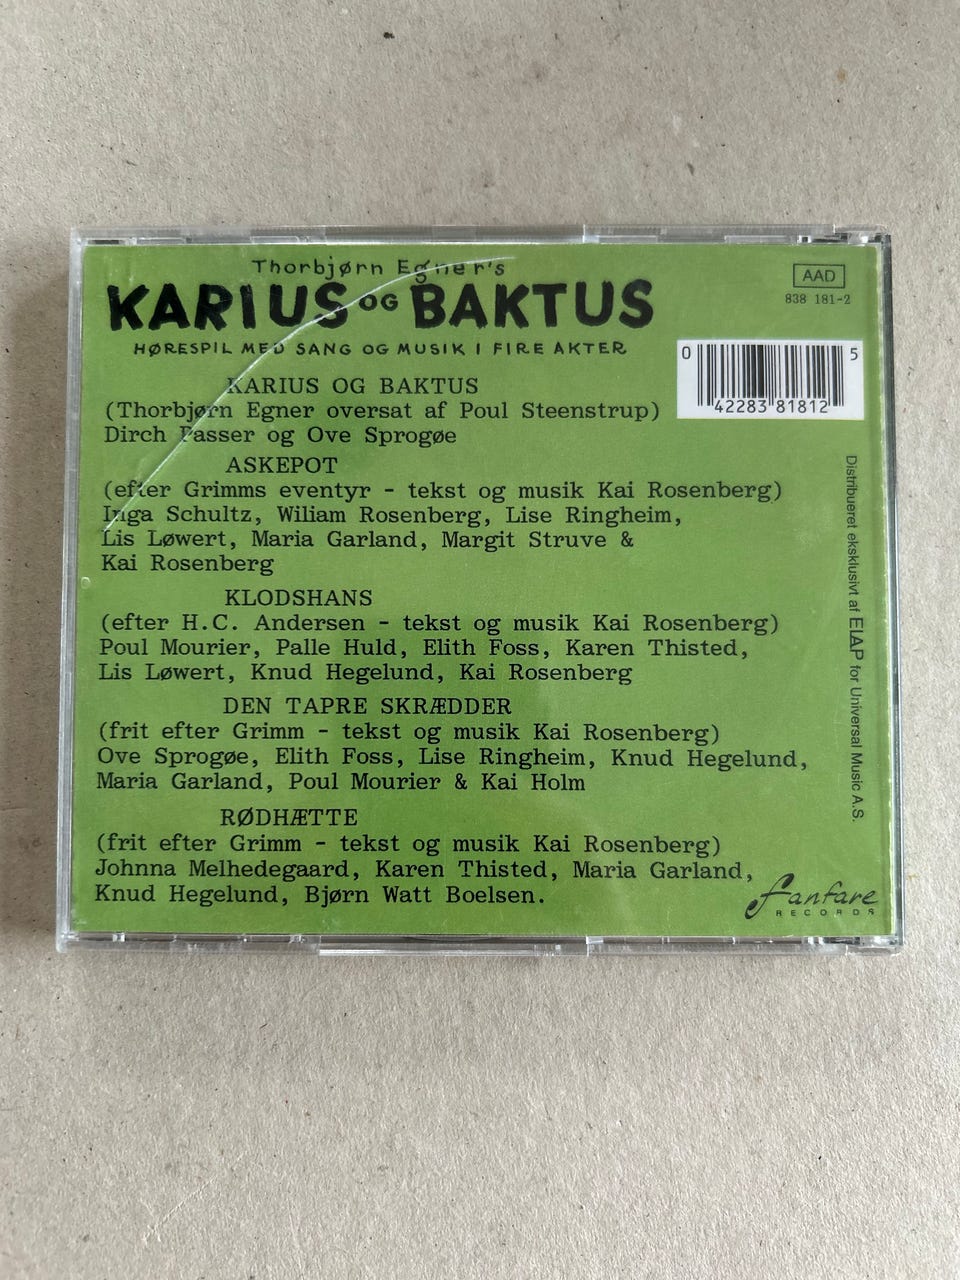 Thorbjørn Egner's
KARIUS OG BAKTUS
HØRESPIL MED SANG OG MUSIK I FIRE AKTER
AAD
838 181-2
0 42283 81812 5
KARIUS OG BAKTUS
(Thorbjørn Egner oversat af Poul Steenstrup)
Dirch Passer og Ove Sprogøe
ASKEPOT
(efter Grimms eventyr - tekst og musik Kai Rosenberg)
Inga Schultz, Wiliam Rosenberg, Lise Ringheim,
Lis Løwert, Maria Garland, Margit Struve &
Kai Rosenberg
KLODSHANS
(efter H.C. Andersen - tekst og musik Kai Rosenberg)
Poul Mourier, Palle Huld, Elith Foss, Karen Thisted,
Lis Løwert, Knud Hegelund, Kai Rosenberg
DEN TAPRE SKRÆDDER
(frit efter Grimm - tekst og musik Kai Rosenberg)
Ove Sprogøe, Elith Foss, Lise Ringheim, Knud Hegelund,
Maria Garland, Poul Mourier & Kai Holm
RØDHÆTTE
(frit efter Grimm - tekst og musik Kai Rosenberg)
Johnna Melhedegaard, Karen Thisted, Maria Garland,
Knud Hegelund, Bjørn Watt Boelsen.
Distribueret eksklusivt af ElAP for Universal Music A.S.
fanfare
RECORDS